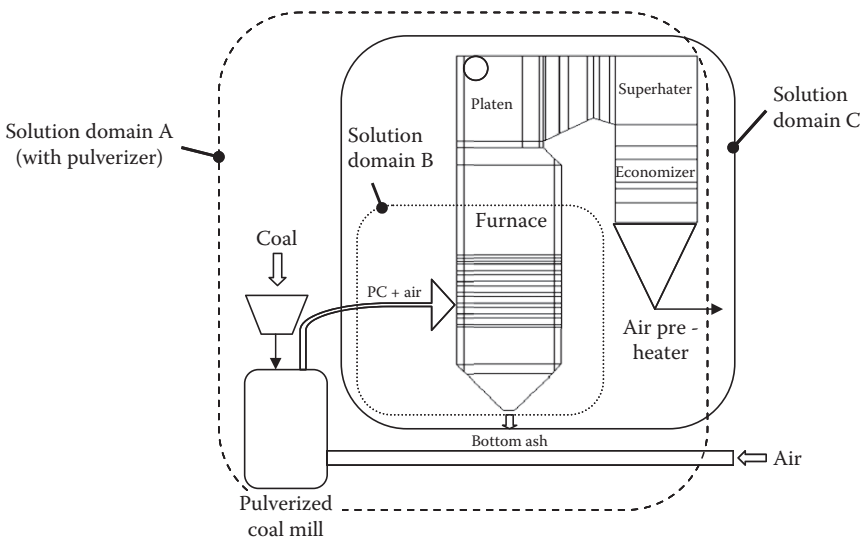 Solution domain A
(with pulverizer)
Solution
domain B
Solution
domain C
Platen
Superhater
Economizer
Furnace
Coal
PC + air
Air pre -
heater
Bottom ash
Air
Pulverized
coal mill